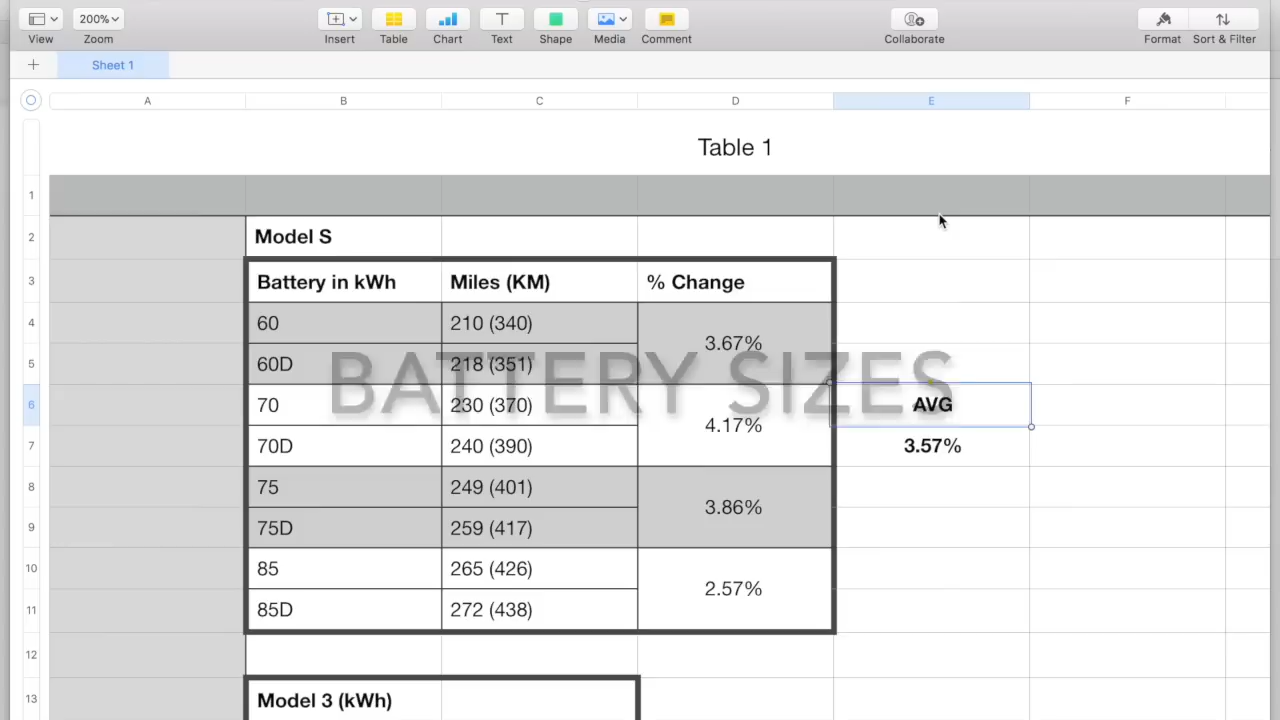 200%
View Zoom Insert Table Chart Text Shape Media Comment Collaborate Format Sort & Filter
+ Sheet 1
A B C D E F
Table 1
1
2 Model S
3 Battery in kWh Miles (KM) % Change
4 60 210 (340)
3.67%
5 60D 218 (351)
BATTERY SIZES
6 70 230 (370) AVG
4.17%
7 70D 240 (390) 3.57%
8 75 249 (401)
3.86%
9 75D 259 (417)
10 85 265 (426)
2.57%
11 85D 272 (438)
12
13 Model 3 (kWh)